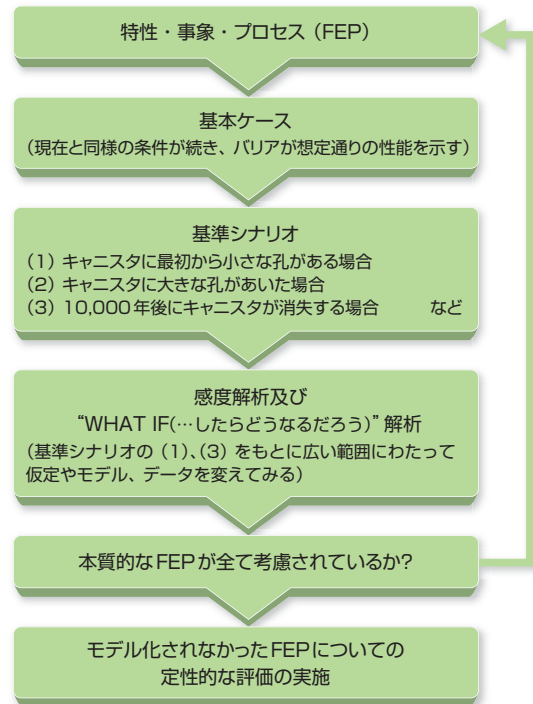 特性・事象・プロセス（FEP）
基本ケース
（現在と同様の条件が続き、バリアが想定通りの性能を示す）
基準シナリオ
（1）キャニスタに最初から小さな孔がある場合
（2）キャニスタに大きな孔があいた場合
（3）10,000年後にキャニスタが消失する場合　　　など
感度解析及び
“WHAT IF(…したらどうなるだろう)” 解析
（基準シナリオの（1）、（3）をもとに広い範囲にわたって
仮定やモデル、データを変えてみる）
本質的なFEPが全て考慮されているか?
モデル化されなかったFEPについての
定性的な評価の実施